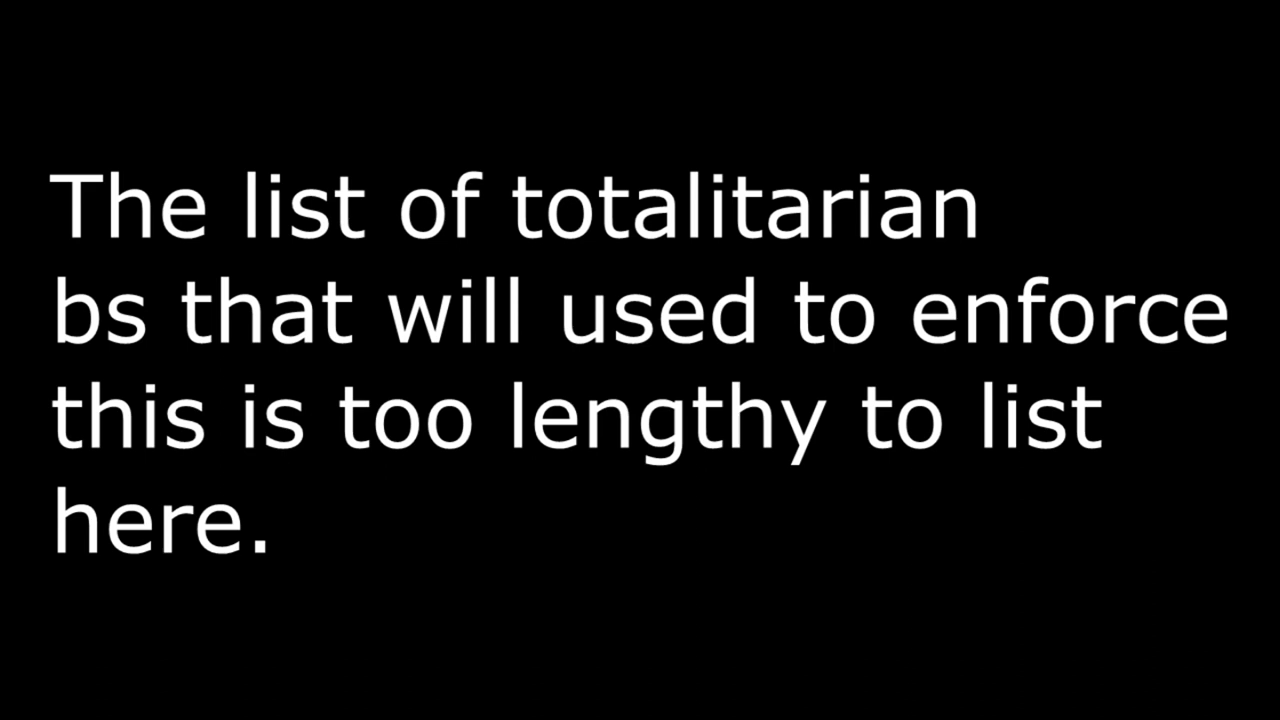 The list of totalitarian
bs that will used to enforce
this is too lengthy to list
here.